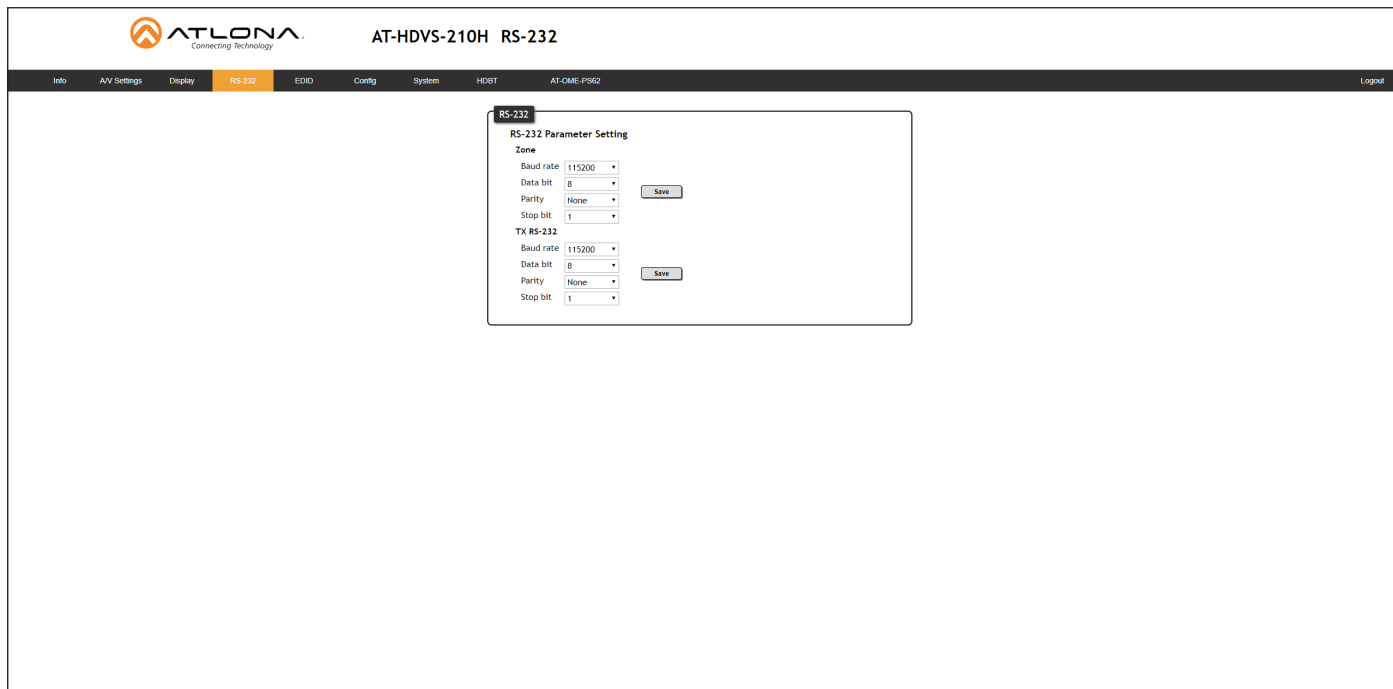 ATLONA.
Connecting Technology
AT-HDVS-210H RS-232
Info A/V Settings Display RS-232 EDID Config System HDBT AT-OME-PS62 Logout
RS-232
RS-232 Parameter Setting
Zone
Baud rate 115200
Data bit 8
Save
Parity None
Stop bit 1
TX RS-232
Baud rate 115200
Data bit 8
Save
Parity None
Stop bit 1